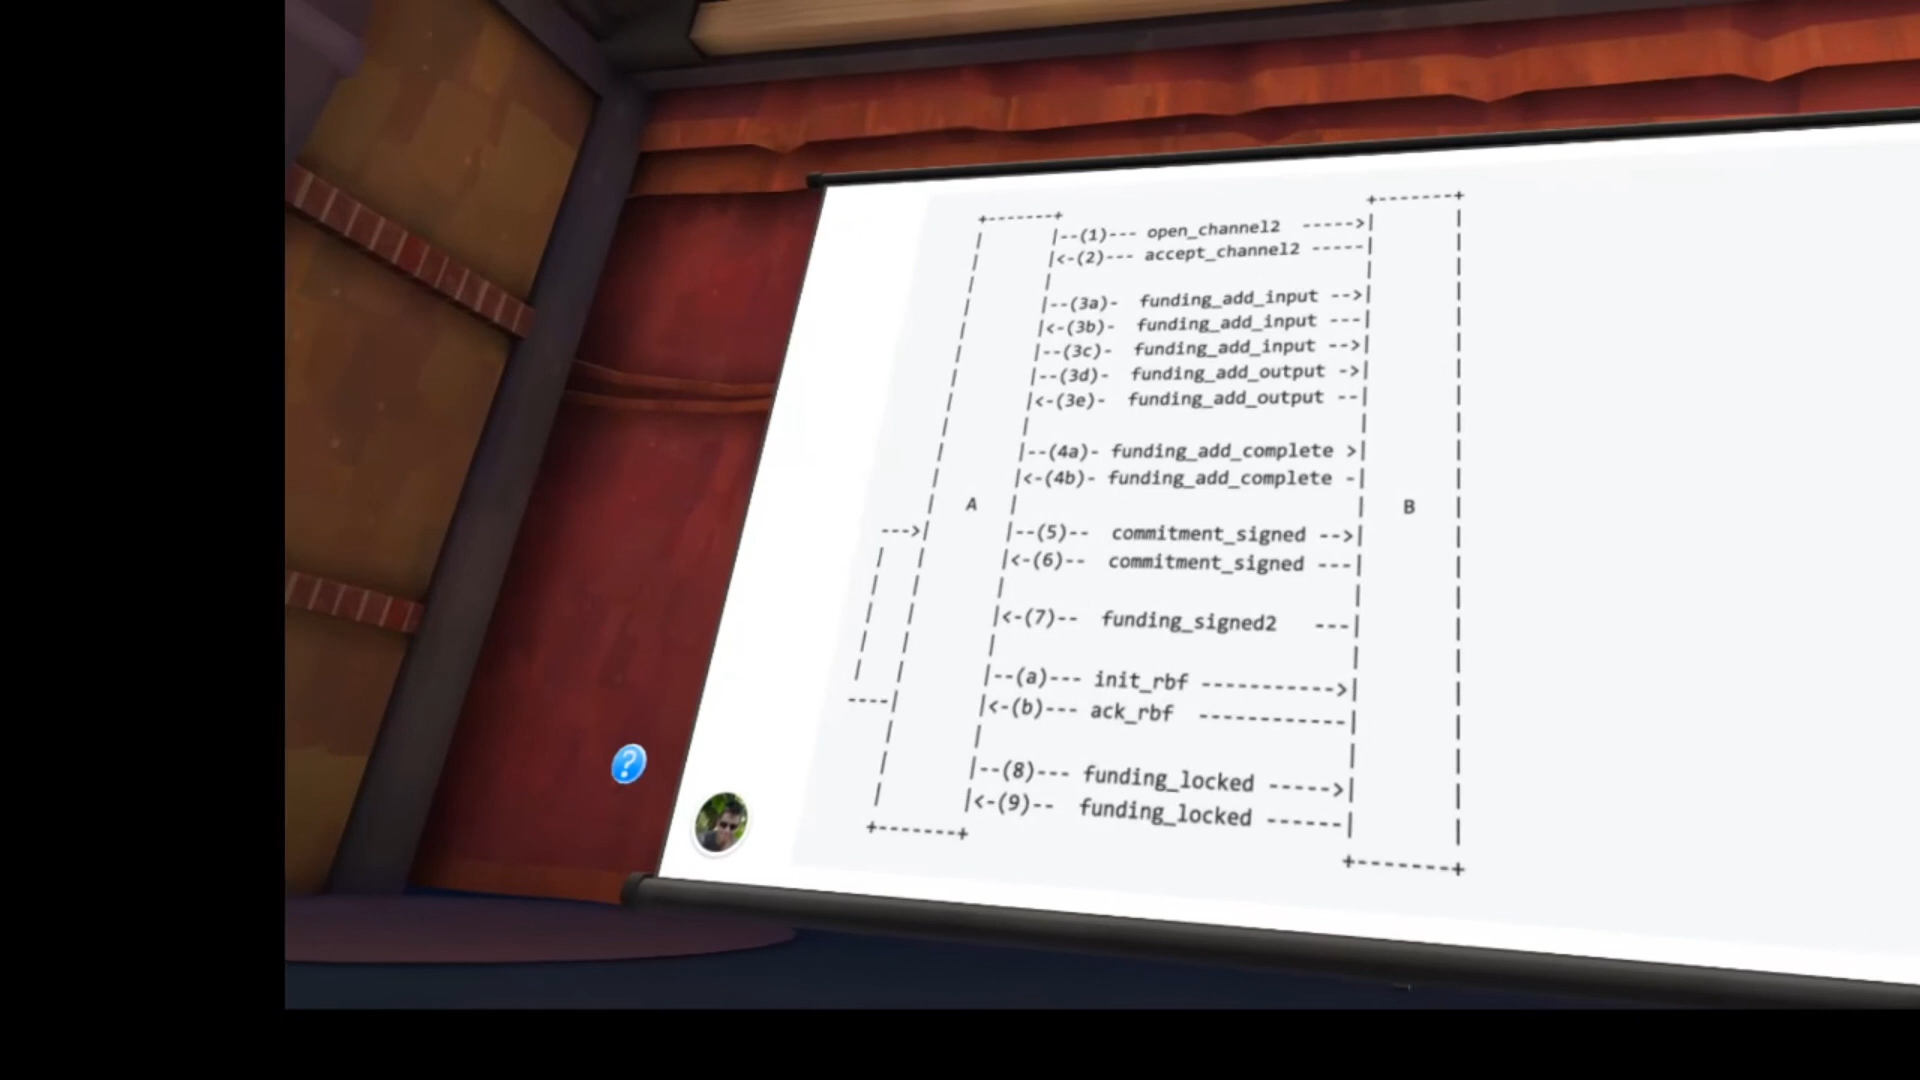 +-------+ +-------+
|--(1)--- open_channel2 ----->|
|<-(2)--- accept_channel2 -----|
|--(3a)- funding_add_input -->|
|<-(3b)- funding_add_input ---|
|--(3c)- funding_add_input -->|
|--(3d)- funding_add_output ->|
|<-(3e)- funding_add_output --|
|--(4a)- funding_add_complete >|
|<-(4b)- funding_add_complete -|
A B
--->| |--(5)-- commitment_signed -->|
|<-(6)-- commitment_signed ---|
|<-(7)-- funding_signed2 ---|
|--(a)--- init_rbf ----------->|
----| |<-(b)--- ack_rbf ------------|
|--(8)--- funding_locked ----->|
|<-(9)-- funding_locked ------|
+-------+ +-------+
?